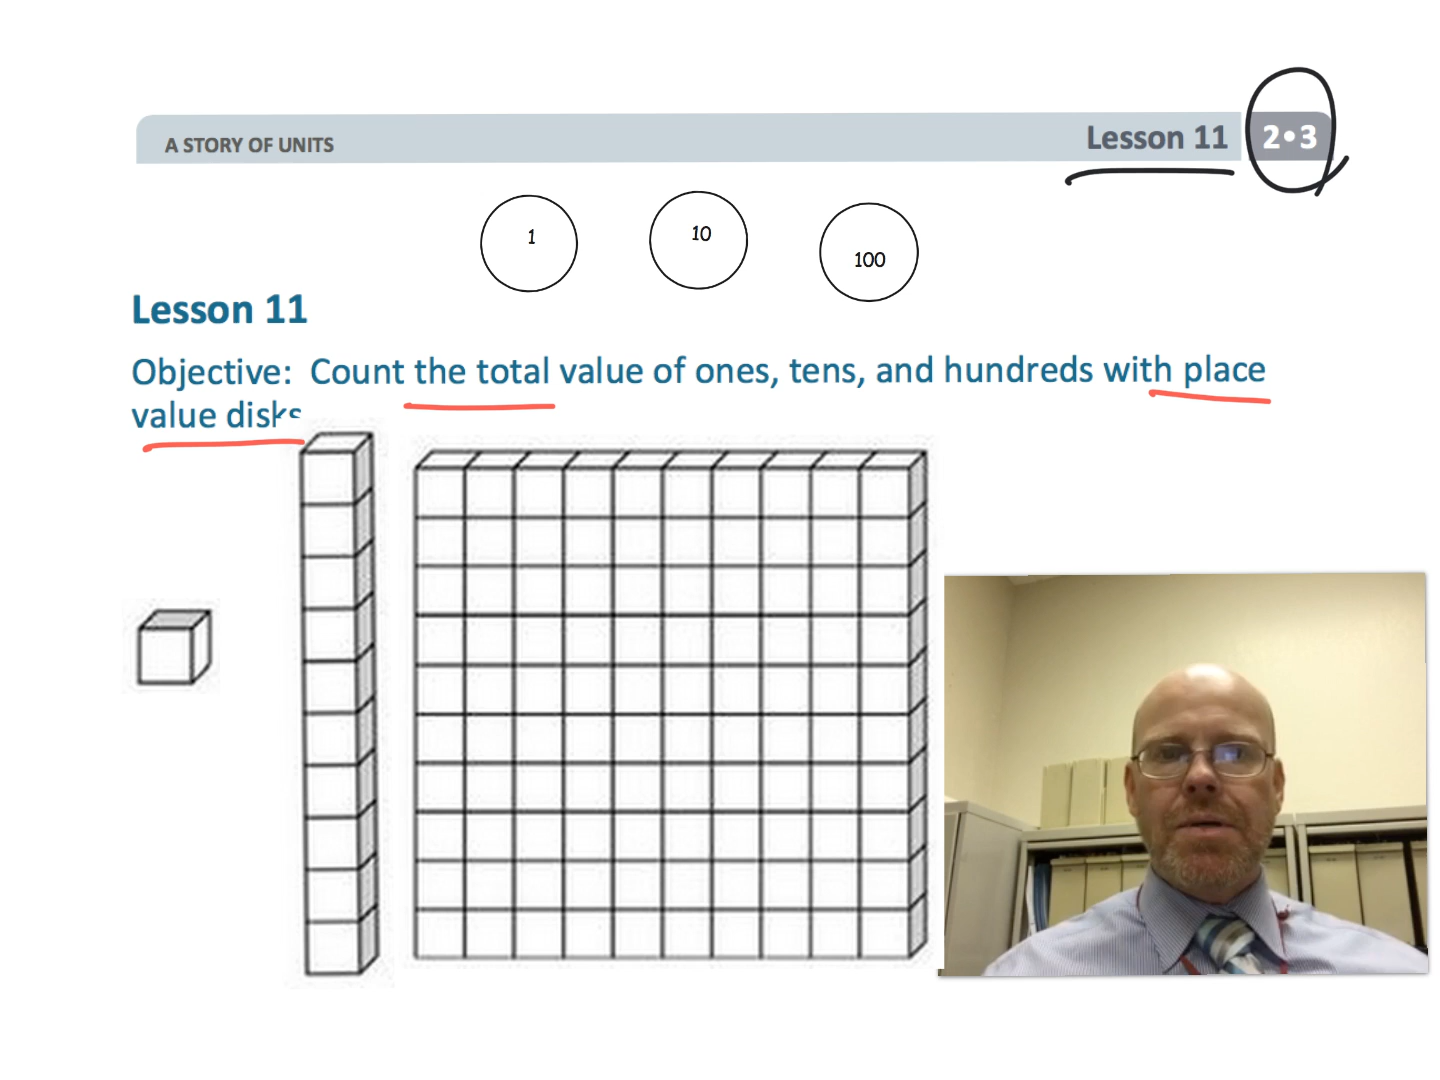 A STORY OF UNITS
Lesson 11
2•3
1
10
100
Lesson 11
Objective: Count the total value of ones, tens, and hundreds with place
value disks